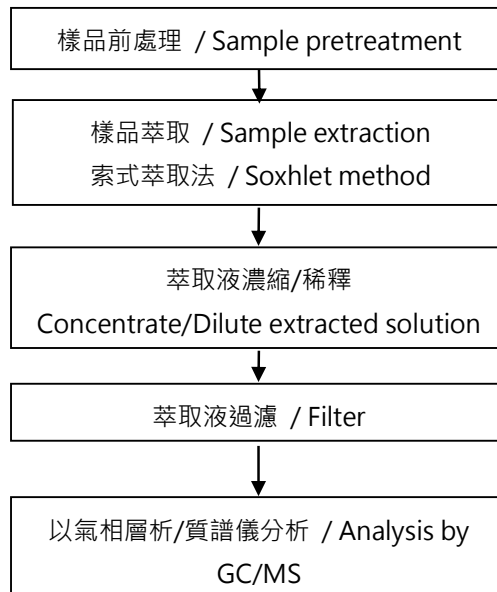 樣品前處理 / Sample pretreatment
樣品萃取 / Sample extraction
索式萃取法 / Soxhlet method
萃取液濃縮/稀釋
Concentrate/Dilute extracted solution
萃取液過濾 / Filter
以氣相層析/質譜儀分析 / Analysis by
GC/MS